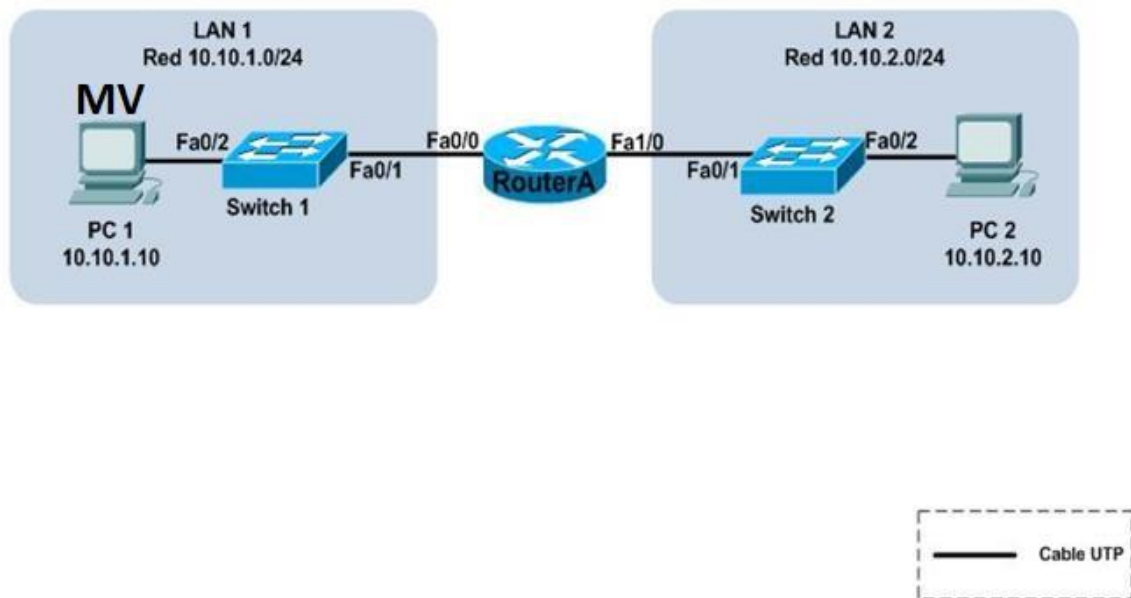 LAN 1
Red 10.10.1.0/24
MV
Fa0/2
Fa0/1
Switch 1
PC 1
10.10.1.10
Fa0/0
RouterA
Fa1/0
LAN 2
Red 10.10.2.0/24
Fa0/1
Fa0/2
Switch 2
PC 2
10.10.2.10
Cable UTP